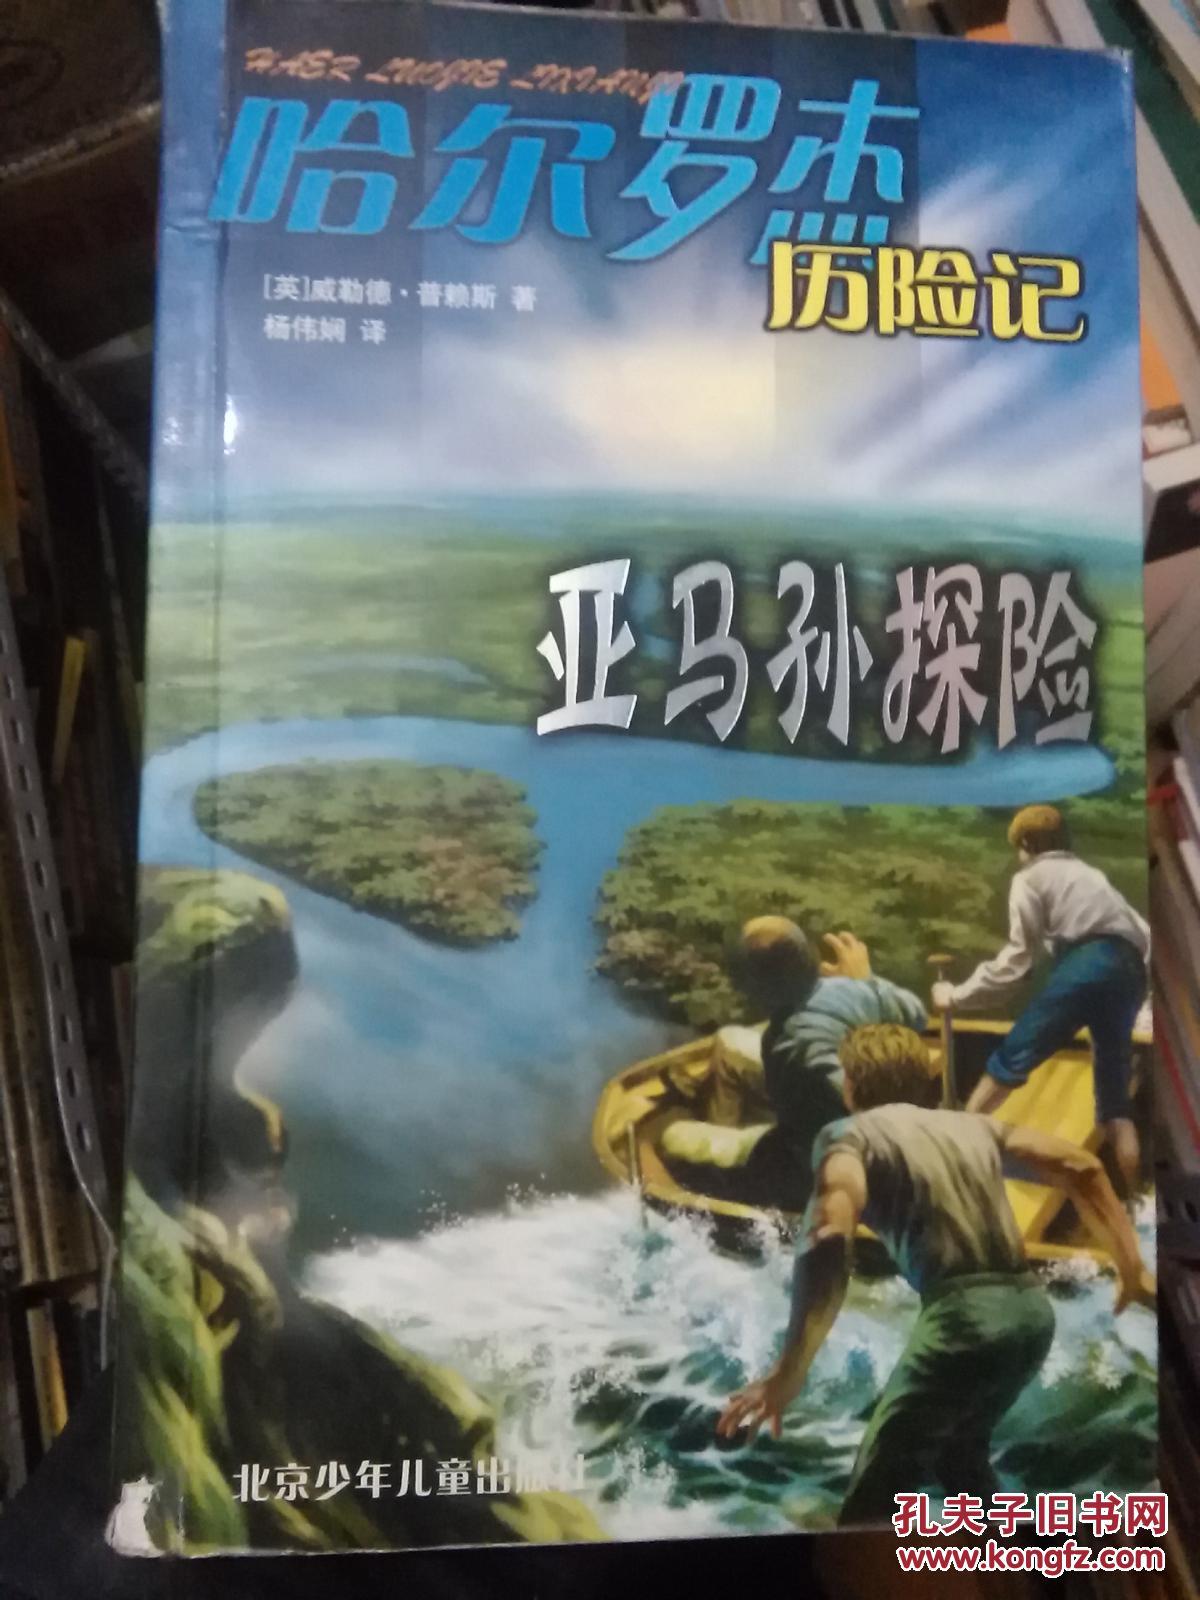 HAER LUOJIE LIXIANJI
哈尔罗杰
历险记
[英]威勒德·普赖斯 著
杨伟娴 译
亚马孙探险
北京少年儿童出版社
孔夫子旧书网
www.kongfz.com